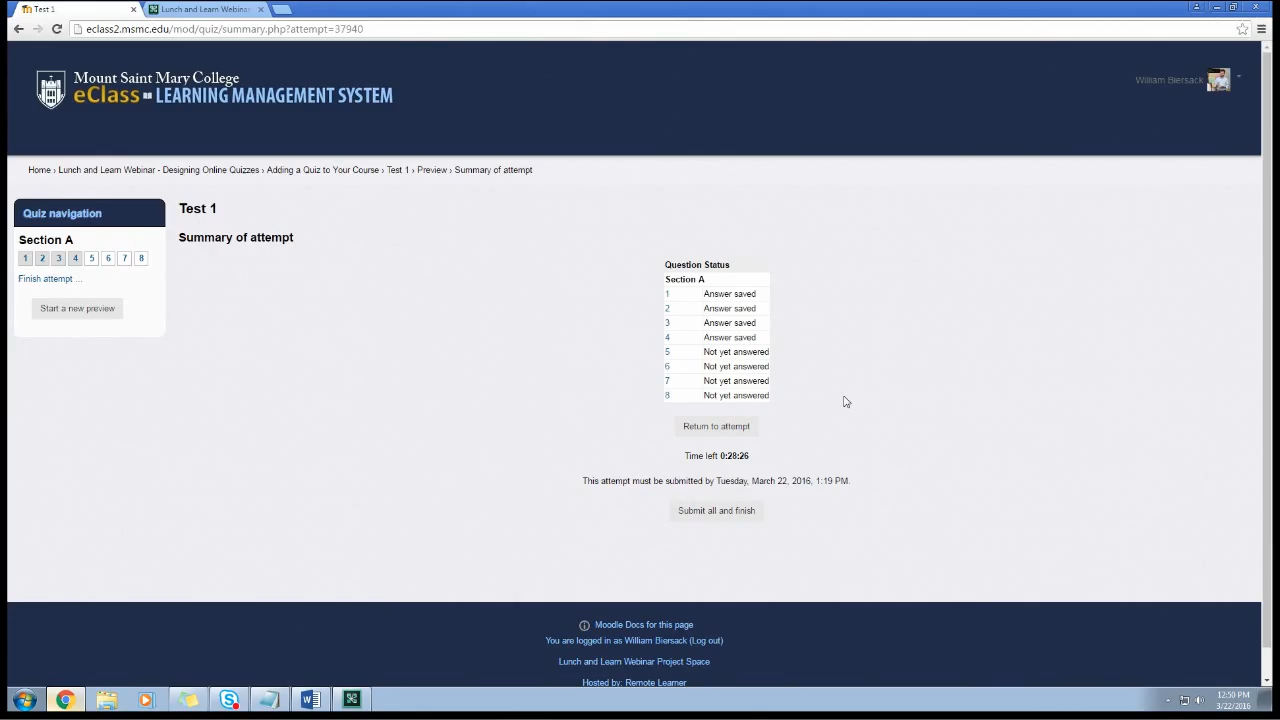 Test 1
Lunch and Learn Webina
eclass2.msmc.edu/mod/quiz/summary.php?attempt=37940
Mount Saint Mary College
eClass LEARNING MANAGEMENT SYSTEM
William Biersack
Home › Lunch and Learn Webinar - Designing Online Quizzes › Adding a Quiz to Your Course › Test 1 › Preview › Summary of attempt
Quiz navigation
Section A
1 2 3 4 5 6 7 8
Finish attempt ...
Start a new preview
Test 1
Summary of attempt
Question Status
Section A
1 Answer saved
2 Answer saved
3 Answer saved
4 Answer saved
5 Not yet answered
6 Not yet answered
7 Not yet answered
8 Not yet answered
Return to attempt
Time left 0:28:26
This attempt must be submitted by Tuesday, March 22, 2016, 1:19 PM.
Submit all and finish
Moodle Docs for this page
You are logged in as William Biersack (Log out)
Lunch and Learn Webinar Project Space
Hosted by: Remote Learner
12:50 PM
3/22/2016